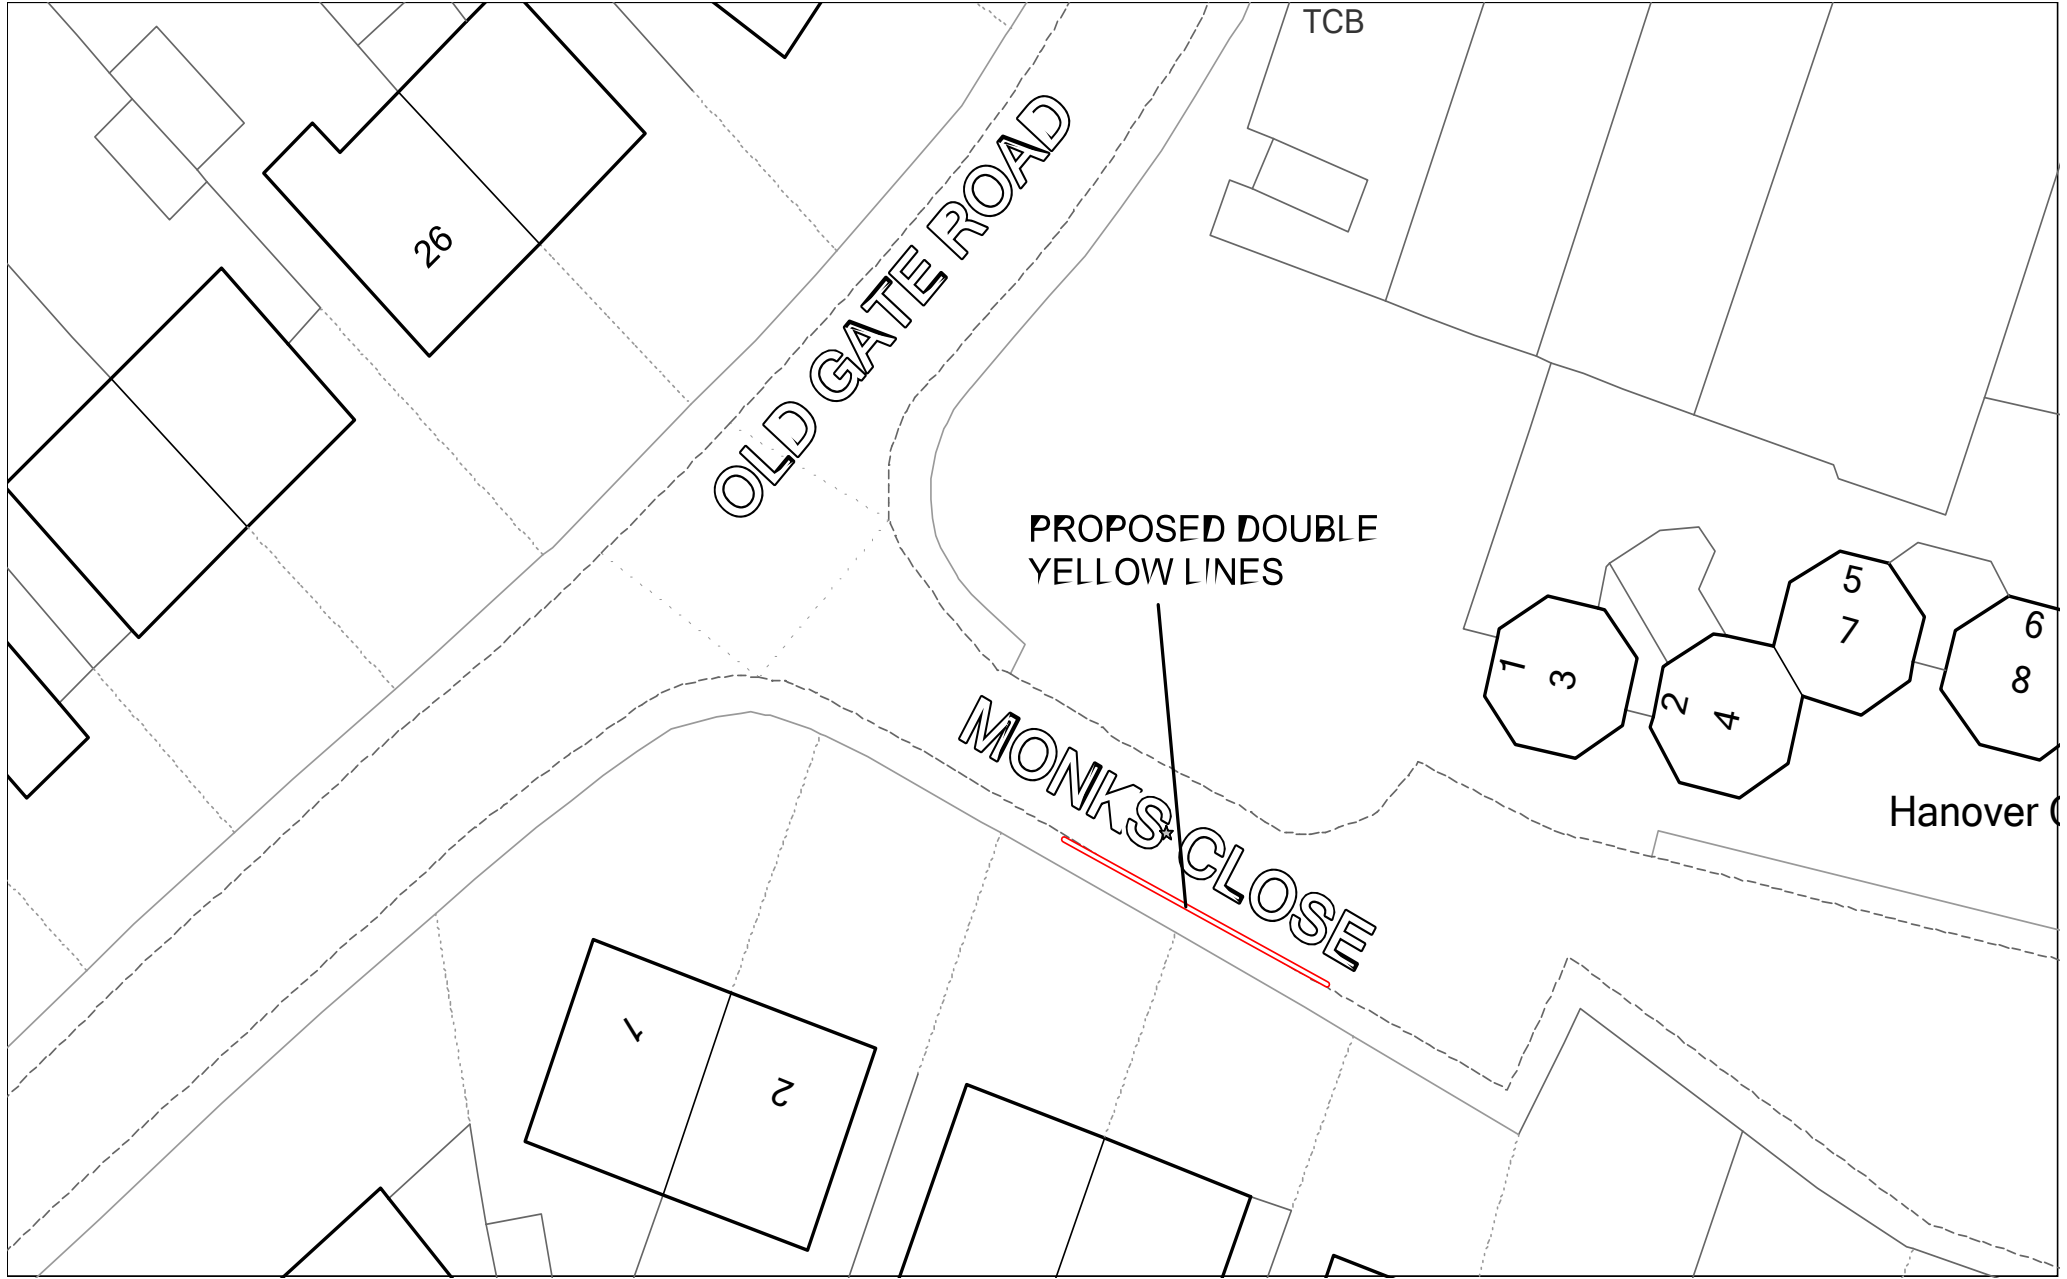 TCB
26
OLD GATE ROAD
PROPOSED DOUBLE
YELLOW LINES
5
7
6
8
1
3
2
4
MONKS CLOSE
Hanover
1
2